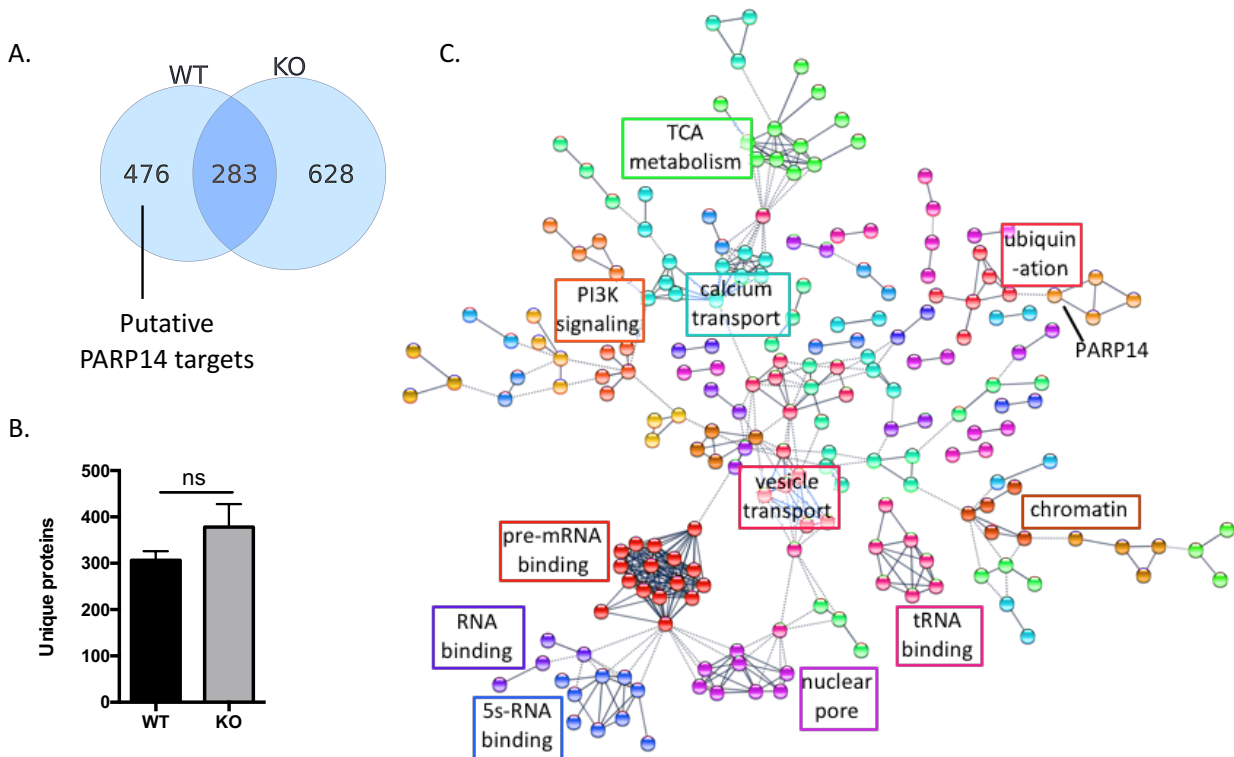 A.
WT
KO
476
283
628
Putative
PARP14 targets
B.
500
400
300
200
100
0
Unique proteins
ns
WT
KO
C.
TCA
metabolism
ubiquin
-ation
PI3K
signaling
calcium
transport
PARP14
vesicle
transport
chromatin
pre-mRNA
binding
RNA
binding
tRNA
binding
5s-RNA
binding
nuclear
pore